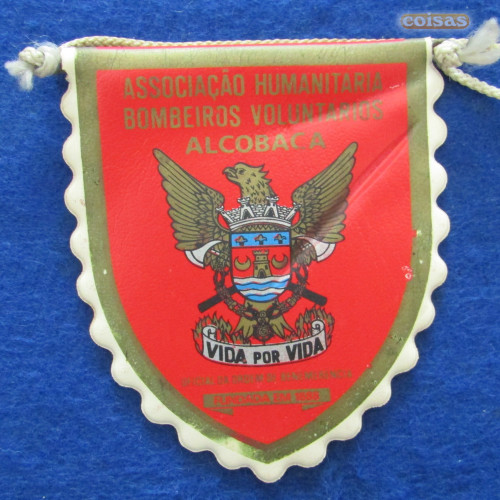 coisas
ASSOCIAÇÃO HUMANITARIA
BOMBEIROS VOLUNTARIOS
ALCOBAÇA
VIDA POR VIDA